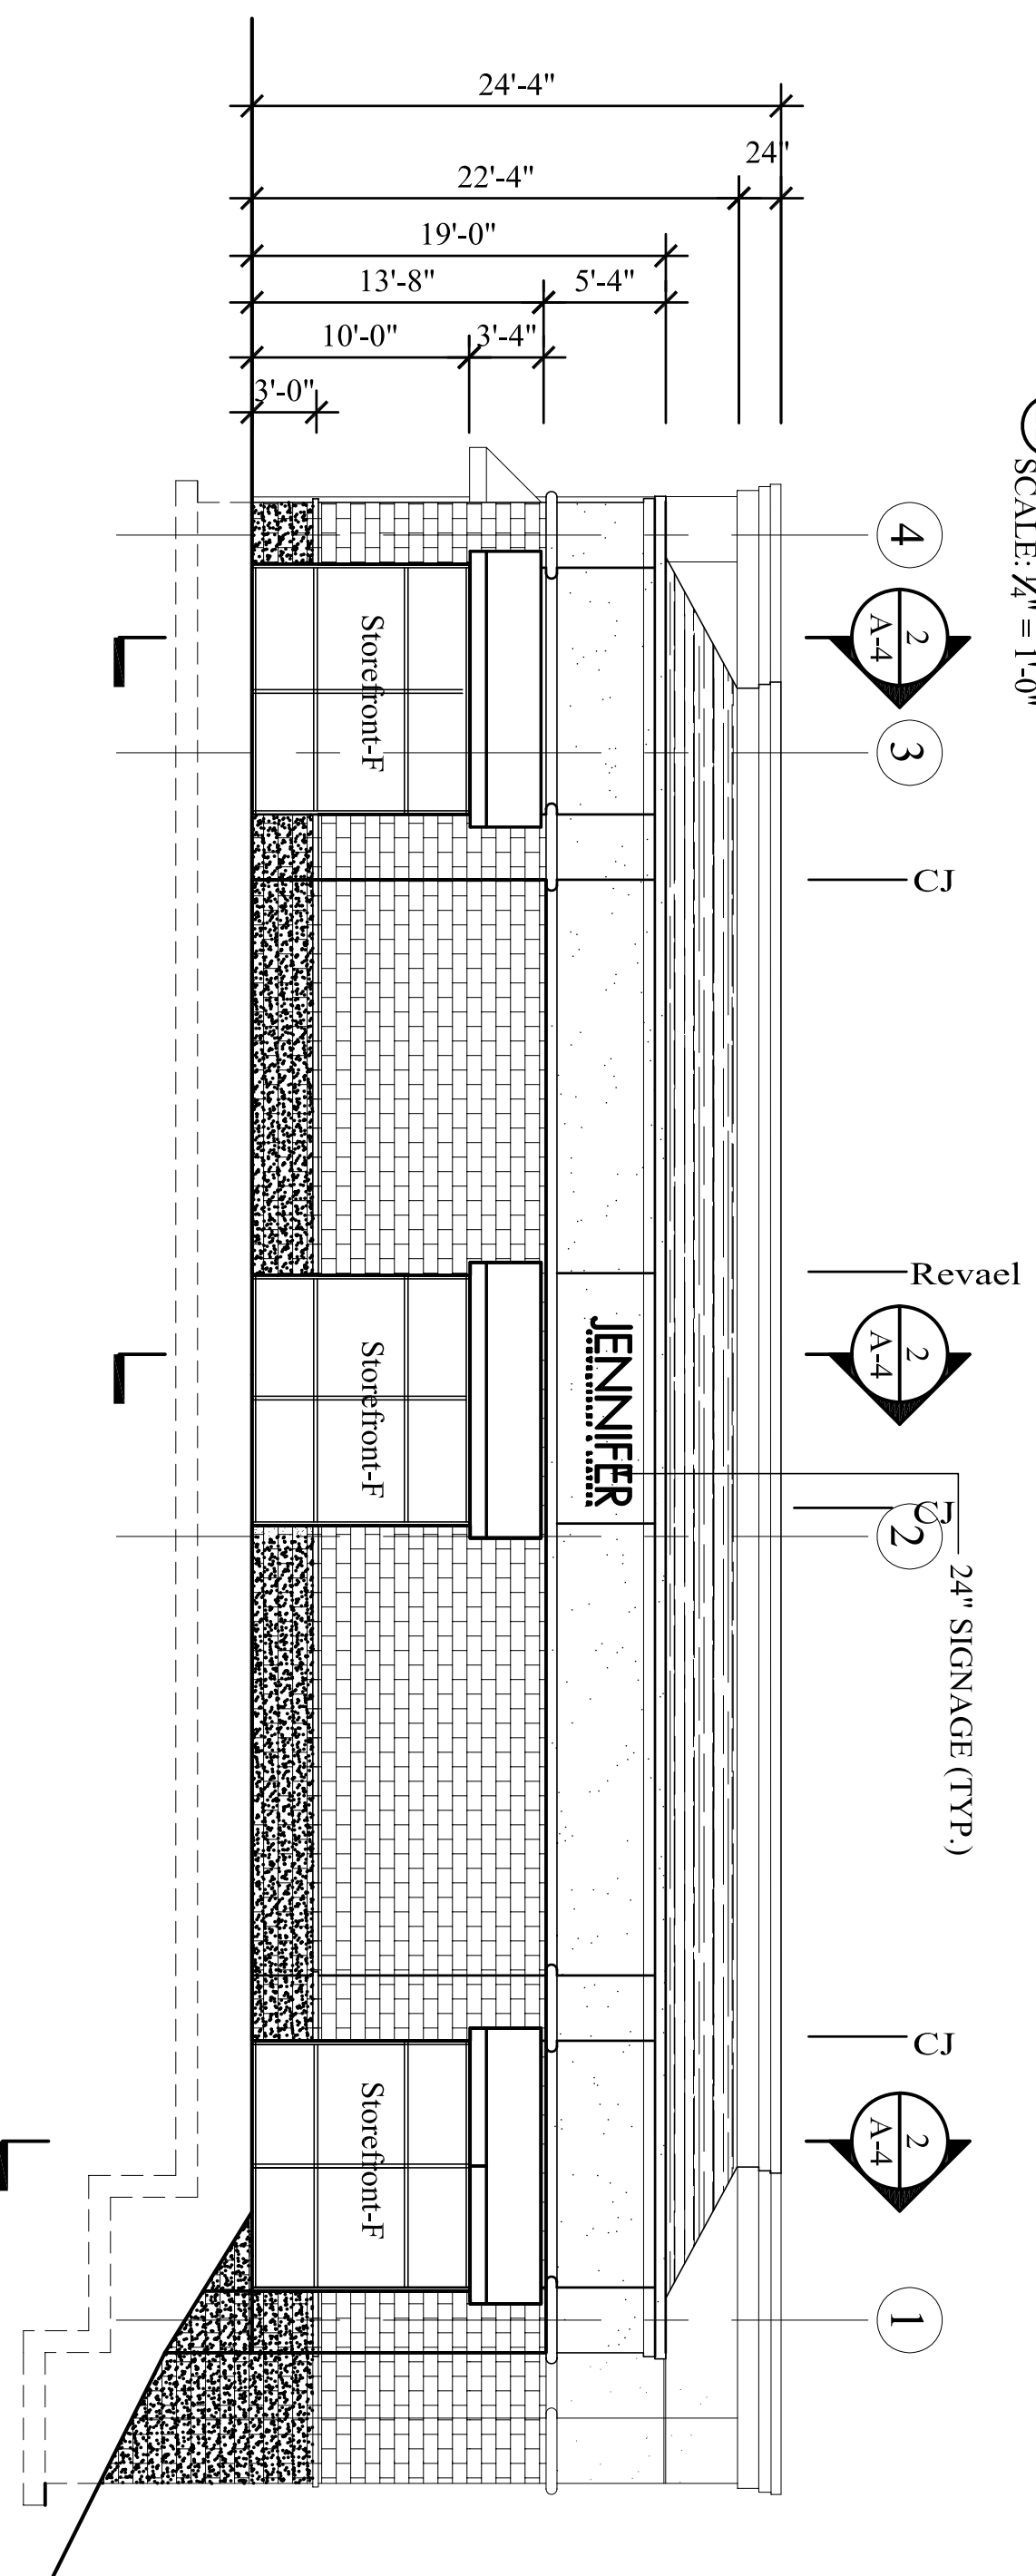 SCALE: 1/4" = 1'-0"
24'-4"
24"
22'-4"
19'-0"
13'-8"
5'-4"
10'-0"
3'-4"
3'-0"
4
2
A-4
3
CJ
Revael
2
A-4
CJ
2
24" SIGNAGE (TYP.)
CJ
2
A-4
1
JENNIFER
Storefront-F
Storefront-F
Storefront-F